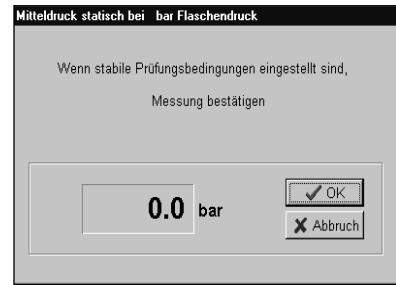 Mitteldruck statisch bei bar Flaschendruck
Wenn stabile Prüfungsbedingungen eingestellt sind,
Messung bestätigen
0.0 bar
OK
Abbruch